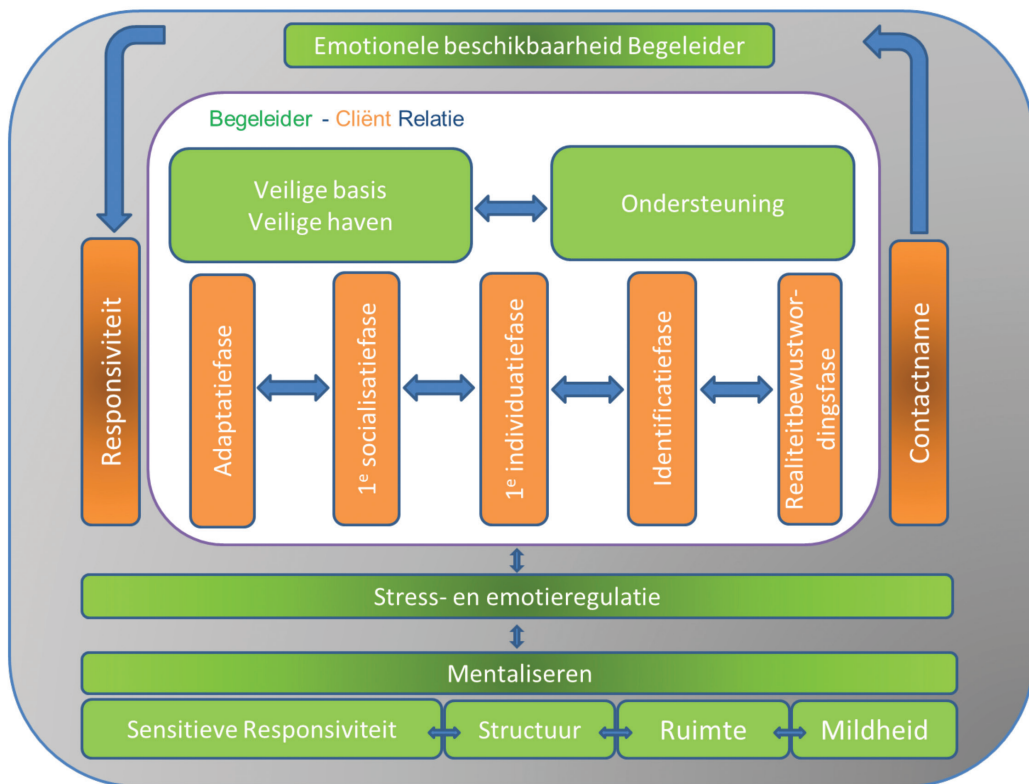 Emotionele beschikbaarheid Begeleider
Begeleider - Cliënt Relatie
Veilige basis
Veilige haven
Ondersteuning
Responsiviteit
Adaptatiefase
1e socialisatiefase
1e individuatiefase
Identificatiefase
Realiteitbewustwor-
dingsfase
Contactname
Stress- en emotieregulatie
Mentaliseren
Sensitieve Responsiviteit
Structuur
Ruimte
Mildheid